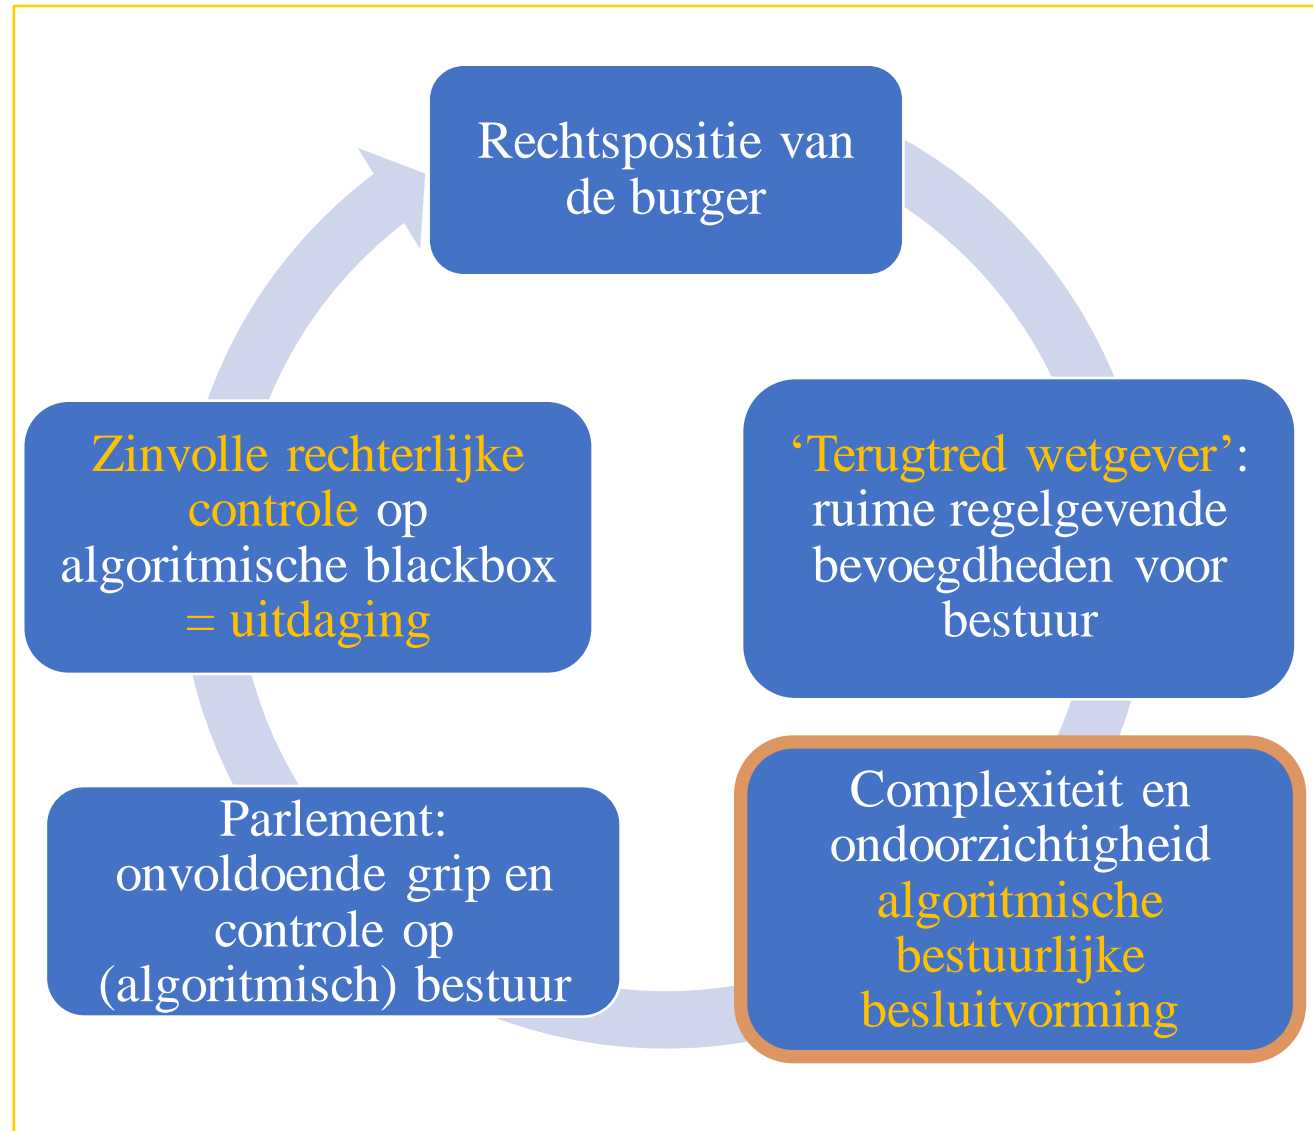 Rechtspositie van
de burger
‘Terugtred wetgever’:
ruime regelgevende
bevoegdheden voor
bestuur
Complexiteit en
ondoorzichtigheid
algoritmische
bestuurlijke
besluitvorming
Parlement:
onvoldoende grip en
controle op
(algoritmisch) bestuur
Zinvolle rechterlijke
controle op
algoritmische blackbox
= uitdaging